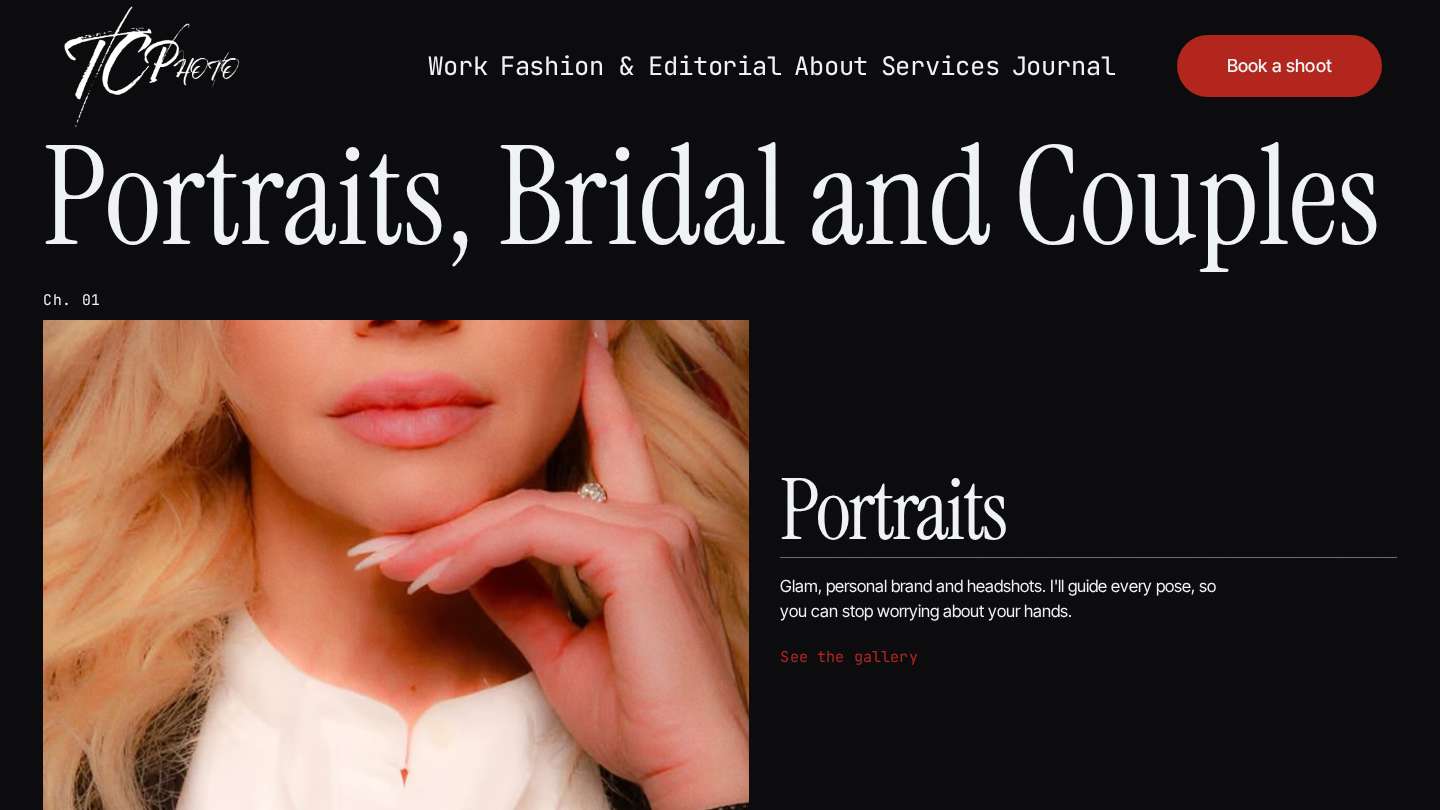 TCPHOTO
Work Fashion & Editorial About Services Journal
Book a shoot
Portraits, Bridal and Couples
Ch. 01
Portraits
Glam, personal brand and headshots. I'll guide every pose, so
you can stop worrying about your hands.
See the gallery